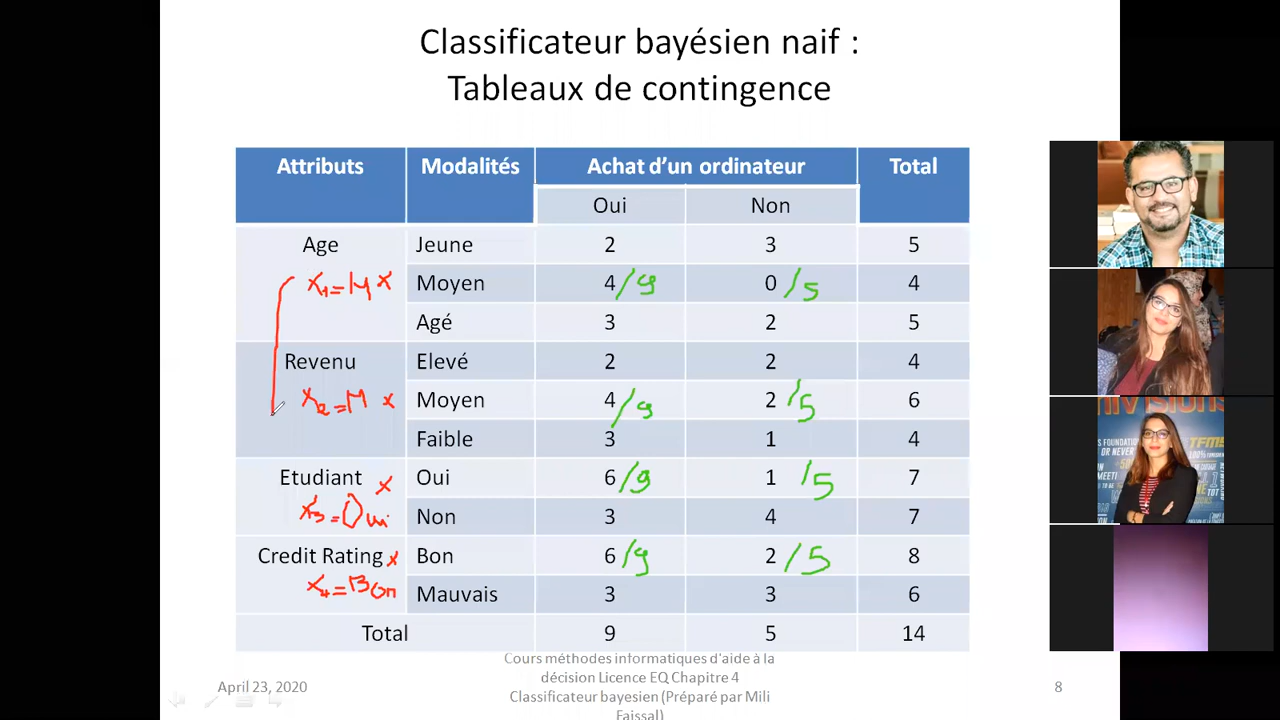 Classificateur bayésien naif :
Tableaux de contingence
Attributs Modalités Achat d'un ordinateur Total
Oui Non
Age Jeune 2 3 5
x1=M x Moyen 4/9 0/5 4
Agé 3 2 5
Revenu Elevé 2 2 4
x2=M x Moyen 4/9 2/5 6
Faible 3 1 4
Etudiant x Oui 6/9 1/5 7
x3=Oui Non 3 4 7
Credit Rating x Bon 6/9 2/5 8
x4=Bon Mauvais 3 3 6
Total 9 5 14
Cours méthodes informatiques d'aide à la
décision Licence EQ Chapitre 4
Classificateur bayesien (Préparé par Mili
Faissal)
April 23, 2020
8
TFMS